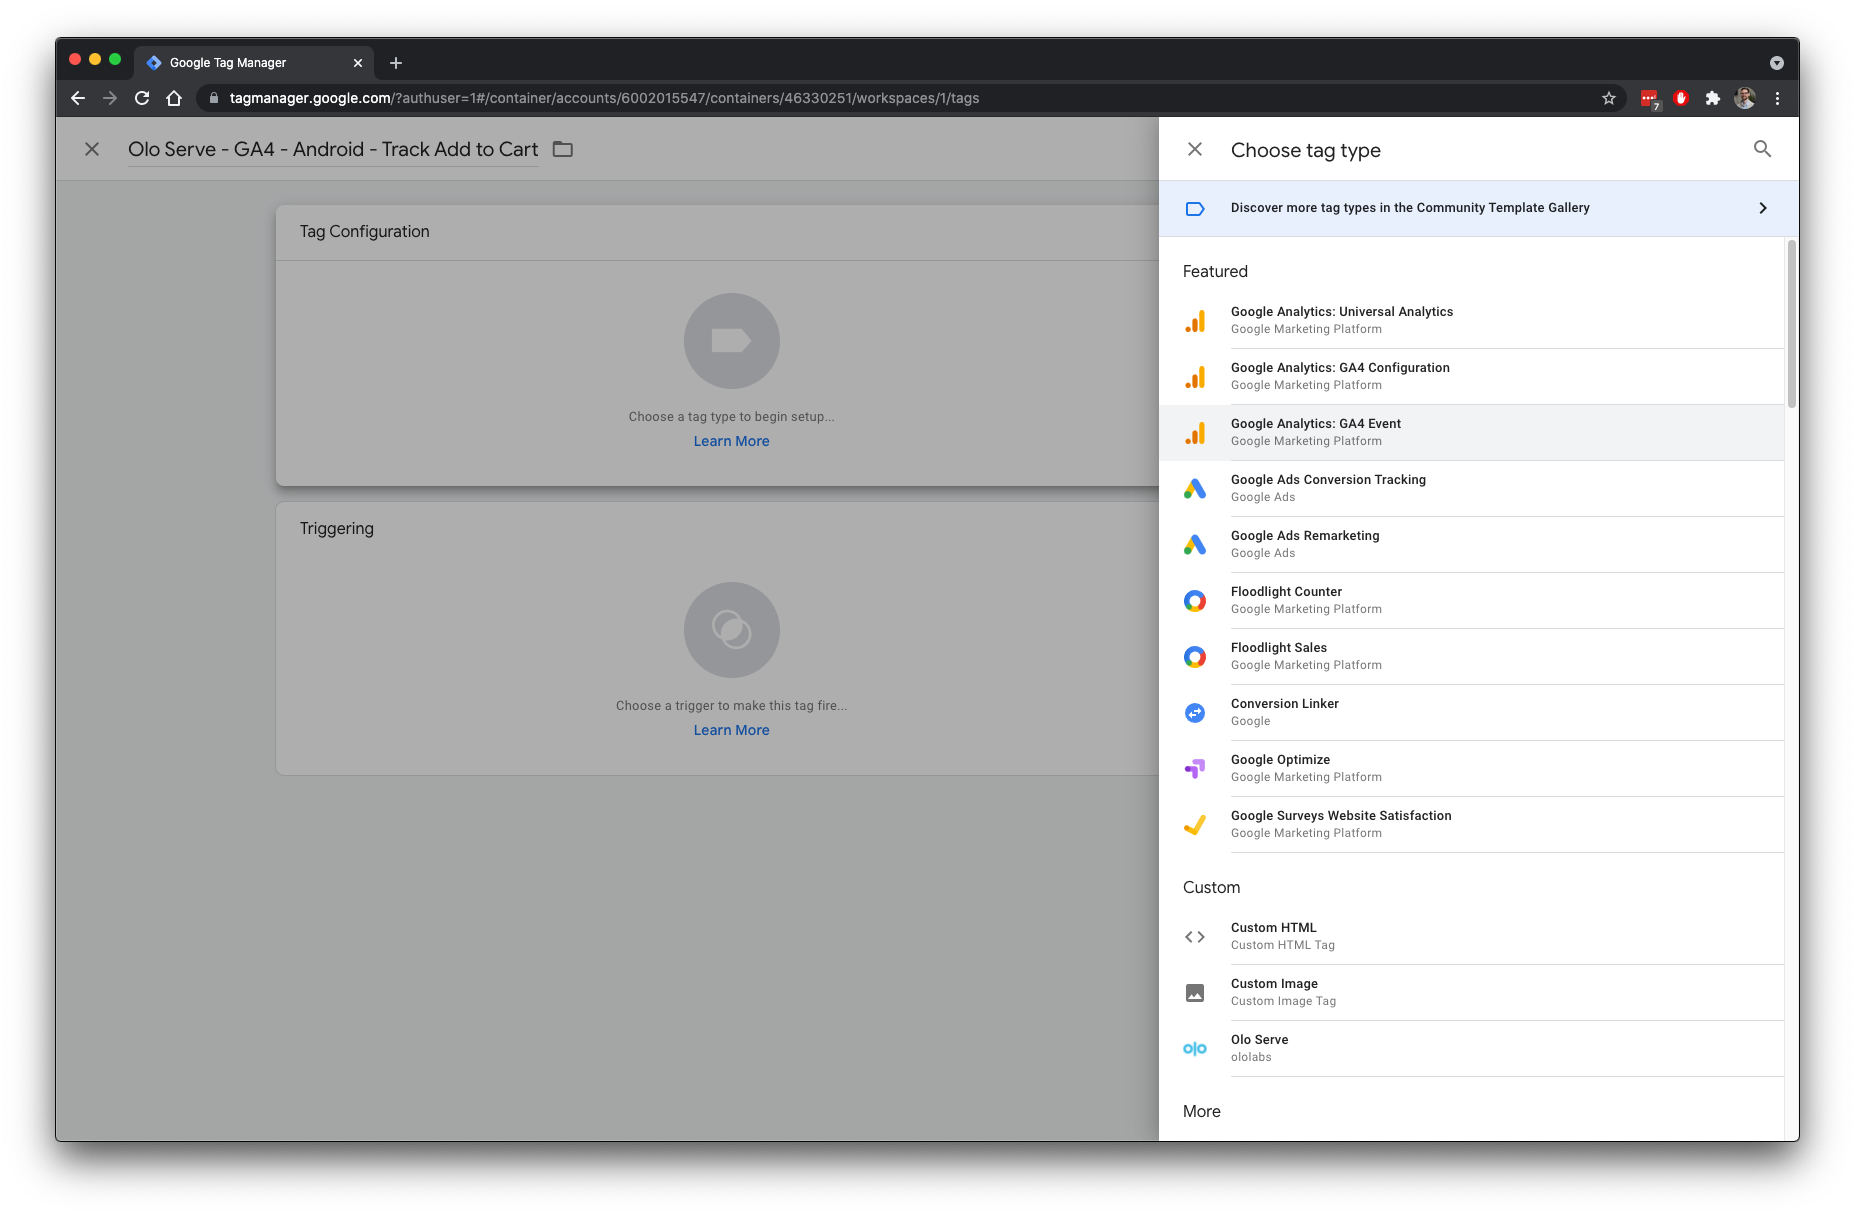 Google Tag Manager
tagmanager.google.com/?authuser=1#/container/accounts/6002015547/containers/46330251/workspaces/1/tags
7
Olo Serve - GA4 - Android - Track Add to Cart
Tag Configuration
Choose a tag type to begin setup...
Learn More
Triggering
Choose a trigger to make this tag fire...
Learn More
Choose tag type
Discover more tag types in the Community Template Gallery
Featured
Google Analytics: Universal Analytics
Google Marketing Platform
Google Analytics: GA4 Configuration
Google Marketing Platform
Google Analytics: GA4 Event
Google Marketing Platform
Google Ads Conversion Tracking
Google Ads
Google Ads Remarketing
Google Ads
Floodlight Counter
Google Marketing Platform
Floodlight Sales
Google Marketing Platform
Conversion Linker
Google
Google Optimize
Google Marketing Platform
Google Surveys Website Satisfaction
Google Marketing Platform
Custom
Custom HTML
Custom HTML Tag
Custom Image
Custom Image Tag
olo
Olo Serve
ololabs
More